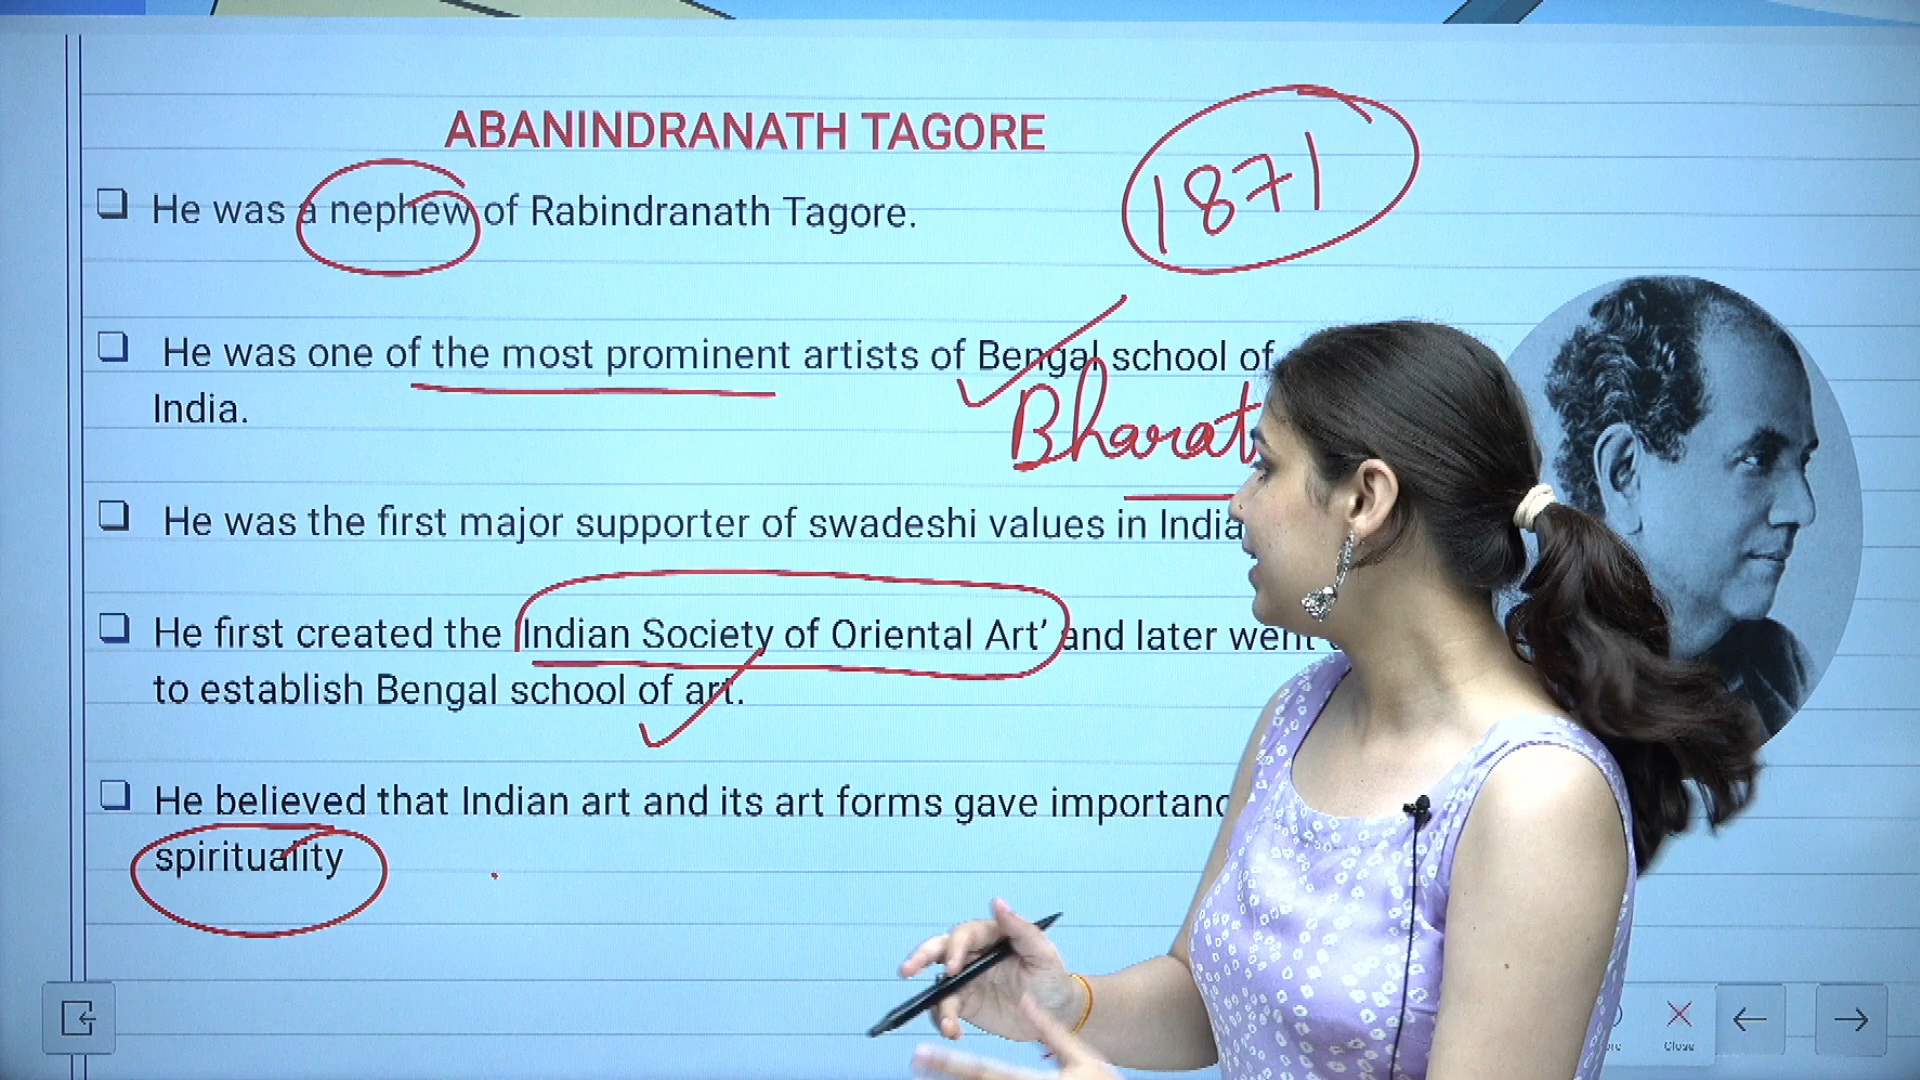 ABANINDRANATH TAGORE
1871
He was a nephew of Rabindranath Tagore.
He was one of the most prominent artists of Bengal school of
India.
Bharat
He was the first major supporter of swadeshi values in India
He first created the 'Indian Society of Oriental Art' and later went
to establish Bengal school of art.
He believed that Indian art and its art forms gave
spirituality
Close